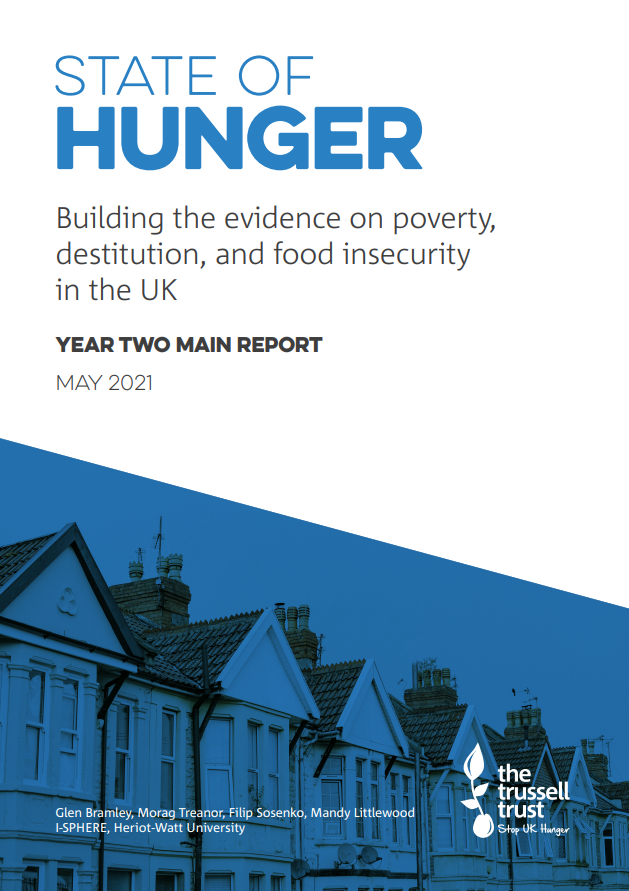 STATE OF
HUNGER
Building the evidence on poverty,
destitution, and food insecurity
in the UK
YEAR TWO MAIN REPORT
MAY 2021
the
trussell
trust
Stop UK Hunger
Glen Bramley, Morag Treanor, Filip Sosenko, Mandy Littlewood
I-SPHERE, Heriot-Watt University